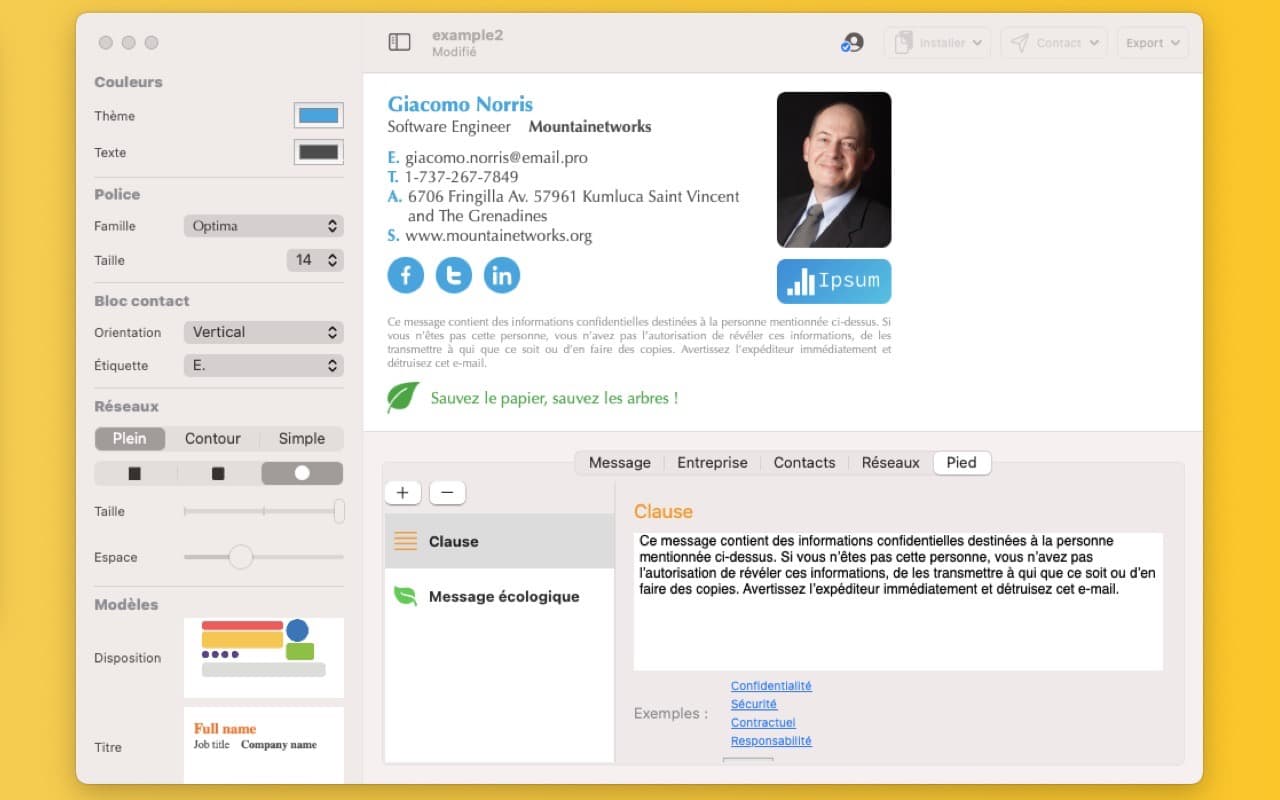 Couleurs
Thème
Texte
Police
Famille Optima
Taille 14
Bloc contact
Orientation Vertical
Étiquette E.
Réseaux
Plein Contour Simple
Taille
Espace
Modèles
Disposition
Titre
Full name
Job title Company name
example2
Modifié
Installer Contact Export
Giacomo Norris
Software Engineer Mountainetworks
E. giacomo.norris@email.pro
T. 1-737-267-7849
A. 6706 Fringilla Av. 57961 Kumluca Saint Vincent
and The Grenadines
S. www.mountainetworks.org
f t in
Ipsum
Ce message contient des informations confidentielles destinées à la personne mentionnée ci-dessus. Si
vous n'êtes pas cette personne, vous n'avez pas l'autorisation de révéler ces informations, de les
transmettre à qui que ce soit ou d'en faire des copies. Avertissez l'expéditeur immédiatement et
détruisez cet e-mail.
Sauvez le papier, sauvez les arbres !
Message Entreprise Contacts Réseaux Pied
+ −
Clause
Message écologique
Clause
Ce message contient des informations confidentielles destinées à la personne
mentionnée ci-dessus. Si vous n'êtes pas cette personne, vous n'avez pas
l'autorisation de révéler ces informations, de les transmettre à qui que ce soit ou d'en
faire des copies. Avertissez l'expéditeur immédiatement et détruisez cet e-mail.
Exemples :
Confidentialité
Sécurité
Contractuel
Responsabilité